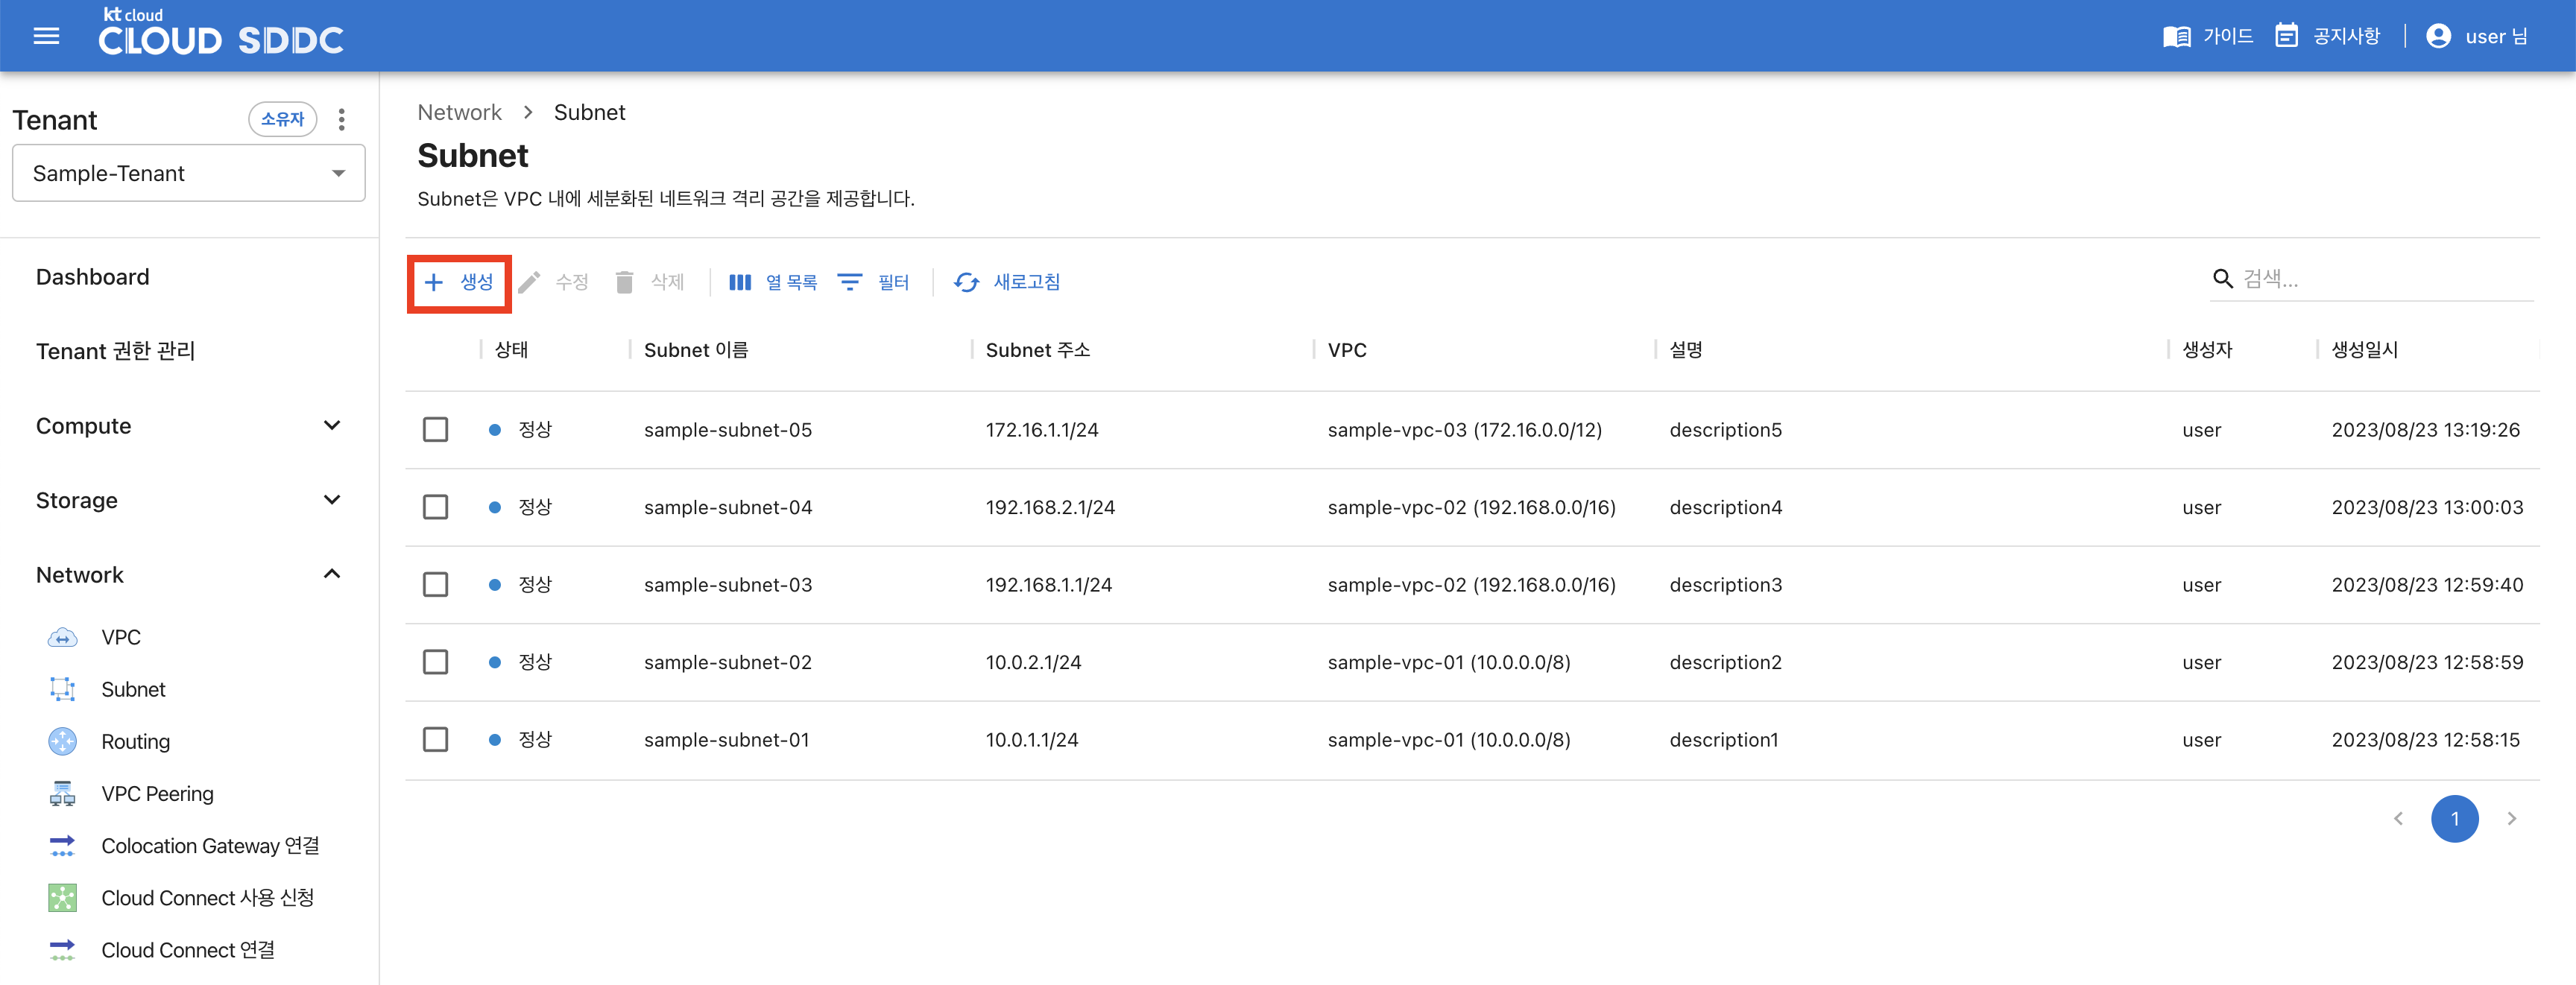 kt cloud
CLOUD SDDC
가이드
공지사항
user 님
Tenant
소유자
Sample-Tenant
Dashboard
Tenant 권한 관리
Compute
Storage
Network
VPC
Subnet
Routing
VPC Peering
Colocation Gateway 연결
Cloud Connect 사용 신청
Cloud Connect 연결
Network > Subnet
Subnet
Subnet은 VPC 내에 세분화된 네트워크 격리 공간을 제공합니다.
+ 생성 수정 삭제 열 목록 필터 새로고침 검색...
상태 Subnet 이름 Subnet 주소 VPC 설명 생성자 생성일시
정상 sample-subnet-05 172.16.1.1/24 sample-vpc-03 (172.16.0.0/12) description5 user 2023/08/23 13:19:26
정상 sample-subnet-04 192.168.2.1/24 sample-vpc-02 (192.168.0.0/16) description4 user 2023/08/23 13:00:03
정상 sample-subnet-03 192.168.1.1/24 sample-vpc-02 (192.168.0.0/16) description3 user 2023/08/23 12:59:40
정상 sample-subnet-02 10.0.2.1/24 sample-vpc-01 (10.0.0.0/8) description2 user 2023/08/23 12:58:59
정상 sample-subnet-01 10.0.1.1/24 sample-vpc-01 (10.0.0.0/8) description1 user 2023/08/23 12:58:15
1